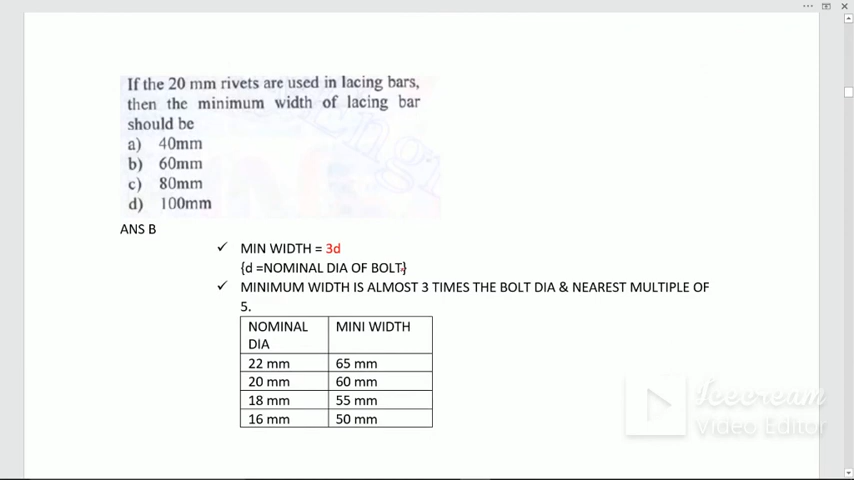 If the 20 mm rivets are used in lacing bars,
then the minimum width of lacing bar
should be
a) 40mm
b) 60mm
c) 80mm
d) 100mm
ANS B
✓ MIN WIDTH = 3d
{d =NOMINAL DIA OF BOLT}
✓ MINIMUM WIDTH IS ALMOST 3 TIMES THE BOLT DIA & NEAREST MULTIPLE OF
5.
NOMINAL DIA MINI WIDTH
22 mm 65 mm
20 mm 60 mm
18 mm 55 mm
16 mm 50 mm
Icecream
Video Editor